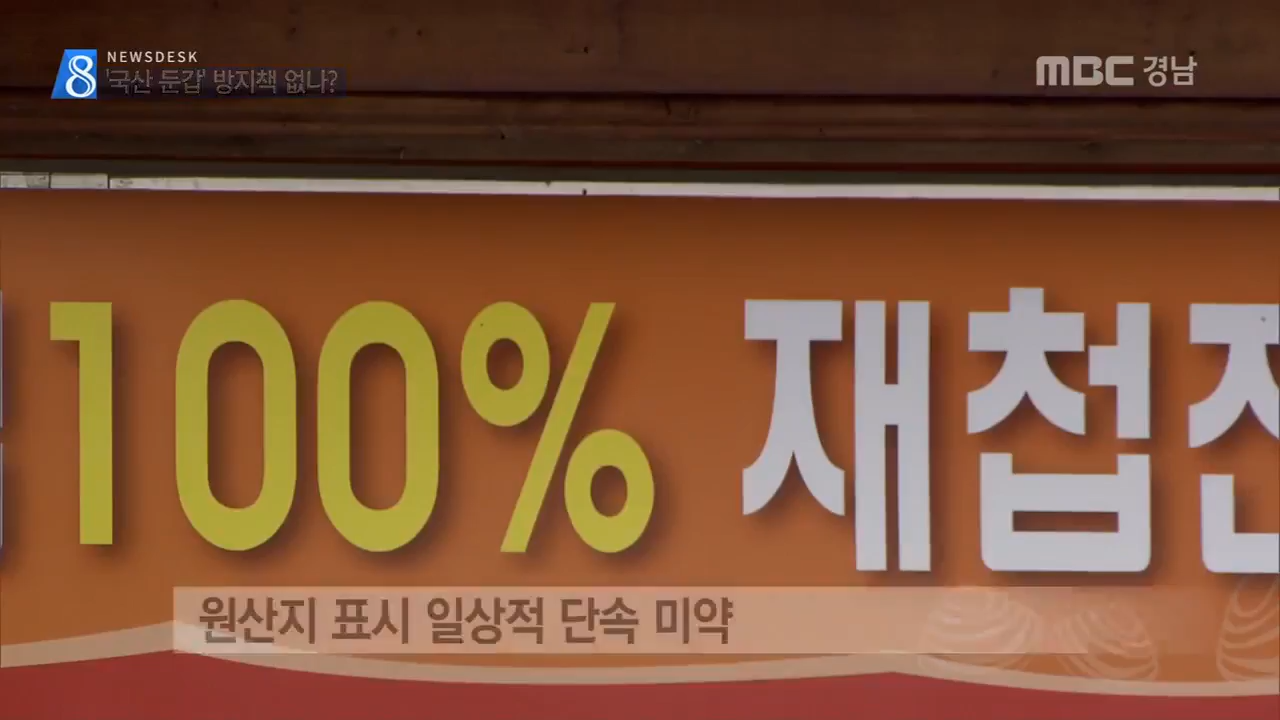 NEWSDESK
8 '국산 둔갑' 방지책 없나?
MBC 경남
100% 재첩전
원산지 표시 일상적 단속 미약